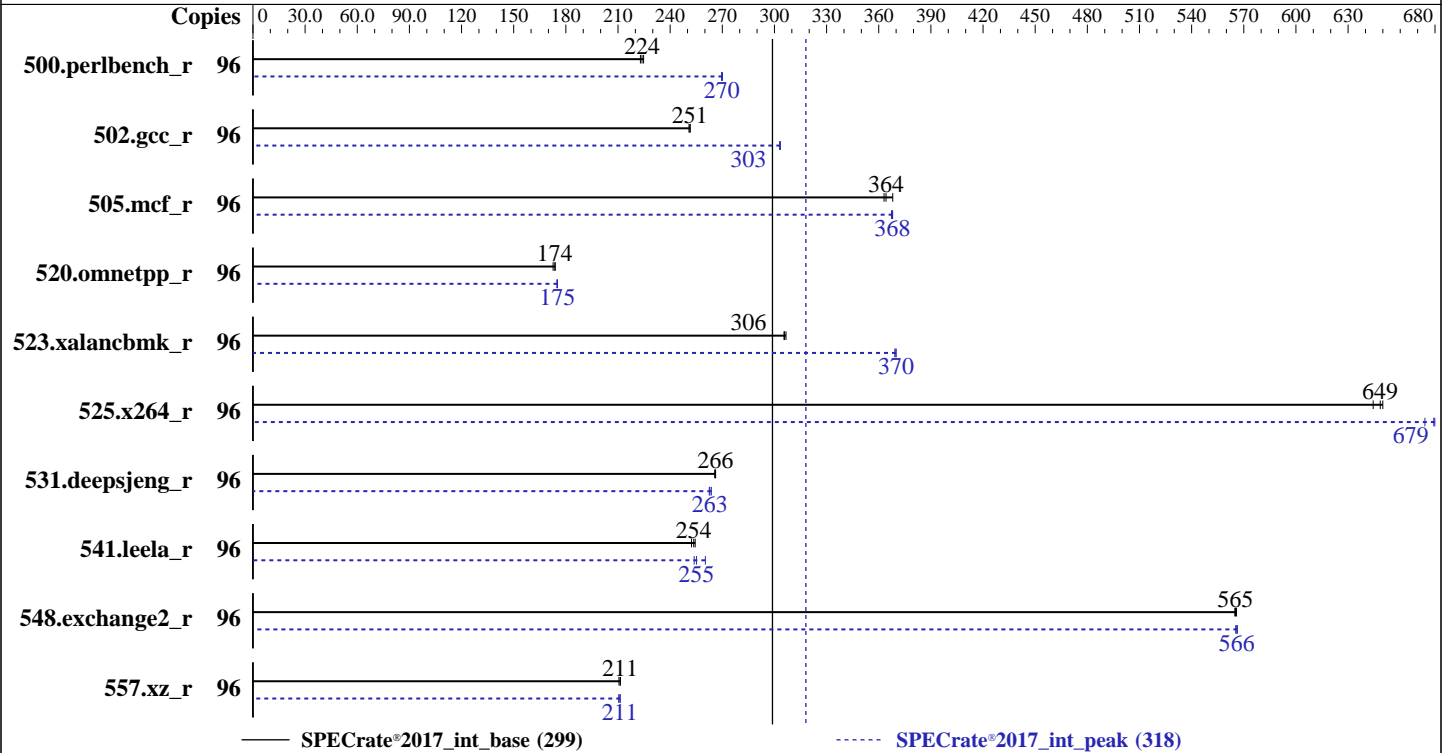 Copies 0 30.0 60.0 90.0 120 150 180 210 240 270 300 330 360 390 420 450 480 510 540 570 600 630 680
500.perlbench_r 96 224
270
502.gcc_r 96 251
303
505.mcf_r 96 364
368
520.omnetpp_r 96 174
175
523.xalancbmk_r 96 306
370
525.x264_r 96 649
679
531.deepsjeng_r 96 266
263
541.leela_r 96 254
255
548.exchange2_r 96 565
566
557.xz_r 96 211
211
SPECrate®2017_int_base (299) SPECrate®2017_int_peak (318)